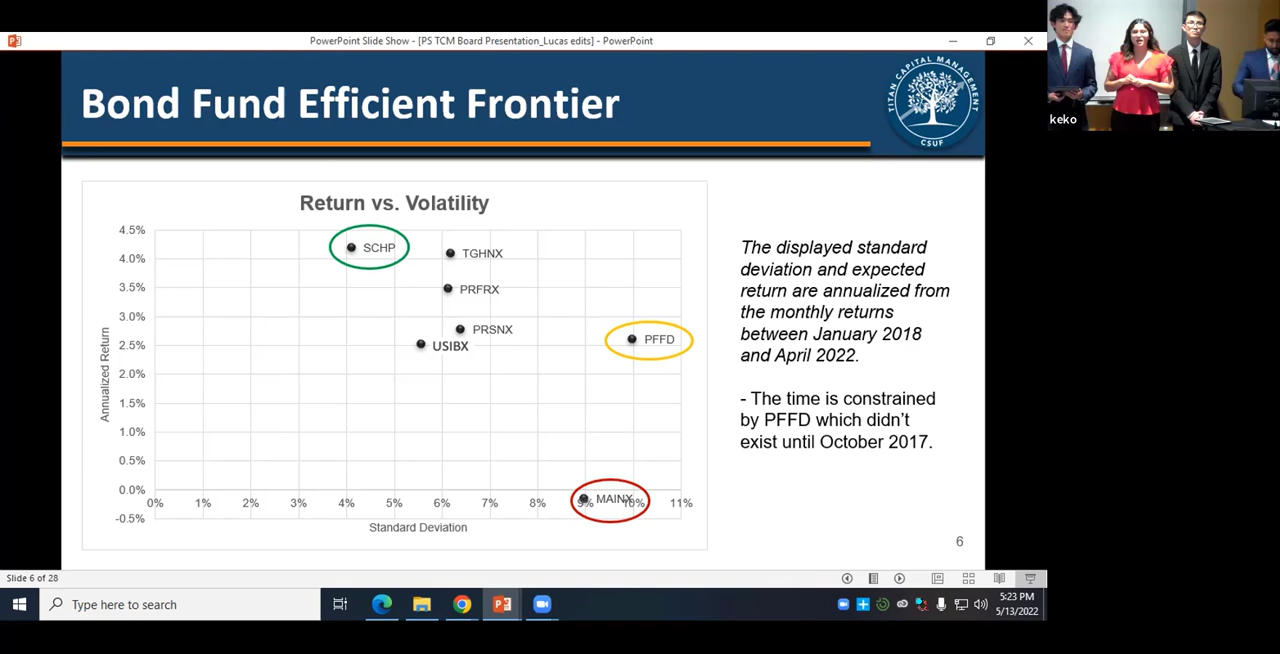 PowerPoint Slide Show - [PS TCM Board Presentation_Lucas edits] - PowerPoint
Bond Fund Efficient Frontier
TITAN CAPITAL MANAGEMENT
CSUF
keko
Return vs. Volatility
4.5%
4.0%
3.5%
3.0%
2.5%
2.0%
1.5%
1.0%
0.5%
0.0%
-0.5%
Annualized Return
SCHP
TGHNX
PRFRX
PRSNX
USIBX
PFFD
MAINX
0% 1% 2% 3% 4% 5% 6% 7% 8% 9% 10% 11%
Standard Deviation
The displayed standard
deviation and expected
return are annualized from
the monthly returns
between January 2018
and April 2022.
- The time is constrained
by PFFD which didn't
exist until October 2017.
6
Slide 6 of 28
Type here to search
5:23 PM
5/13/2022